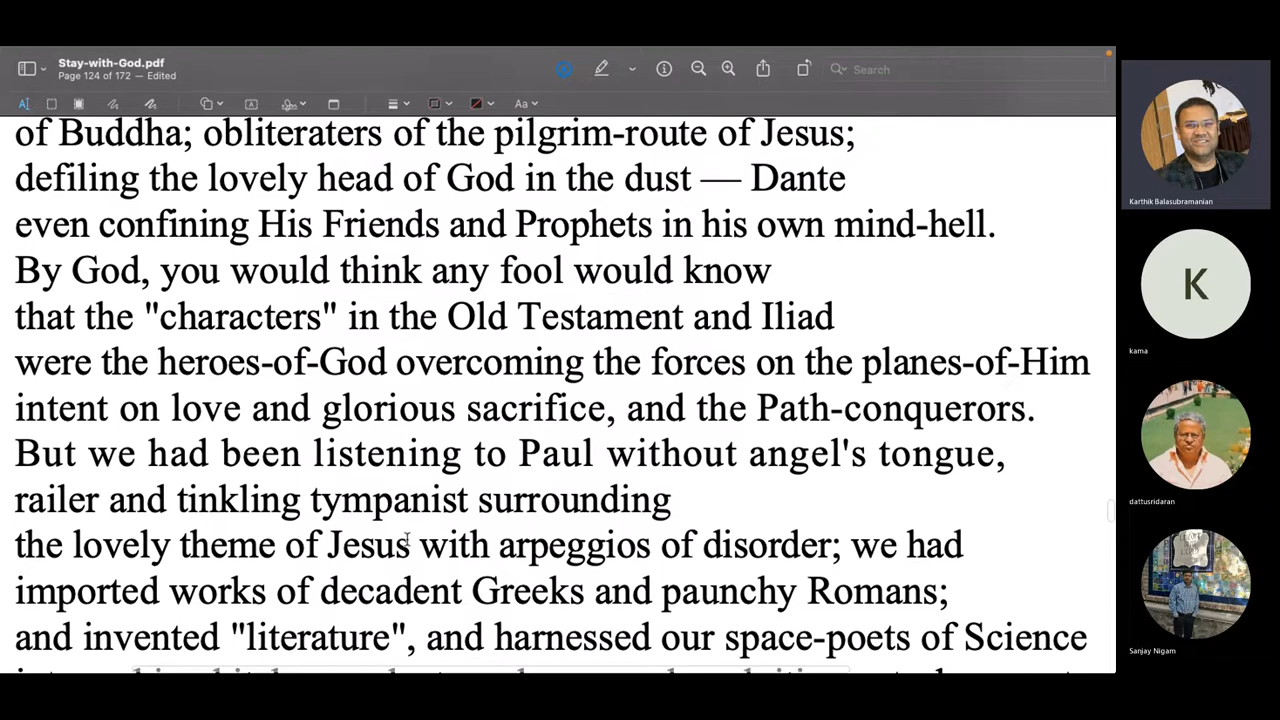 Stay-with-God.pdf
Page 124 of 172 — Edited
Search
Aa
of Buddha; obliteraters of the pilgrim-route of Jesus;
defiling the lovely head of God in the dust — Dante
even confining His Friends and Prophets in his own mind-hell.
By God, you would think any fool would know
that the "characters" in the Old Testament and Iliad
were the heroes-of-God overcoming the forces on the planes-of-Him
intent on love and glorious sacrifice, and the Path-conquerors.
But we had been listening to Paul without angel's tongue,
railer and tinkling tympanist surrounding
the lovely theme of Jesus with arpeggios of disorder; we had
imported works of decadent Greeks and paunchy Romans;
and invented "literature", and harnessed our space-poets of Science
Karthik Balasubramanian
K
kama
dattusridaran
Sanjay Nigam